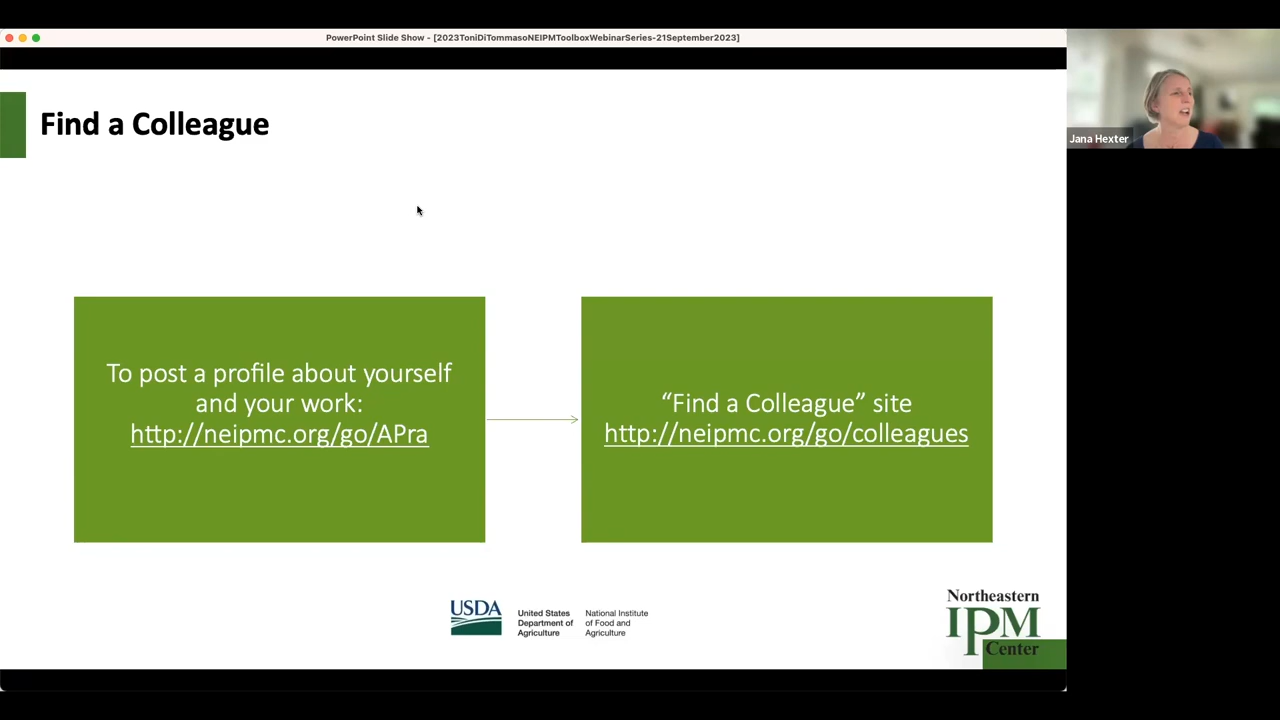 PowerPoint Slide Show - [2023ToniDiTommasoNEIPMToolboxWebinarSeries-21September2023]
Jana Hexter
Find a Colleague
To post a profile about yourself
and your work:
http://neipmc.org/go/APra
“Find a Colleague” site
http://neipmc.org/go/colleagues
USDA
United States
Department of
Agriculture
National Institute
of Food and
Agriculture
Northeastern
IPM
Center